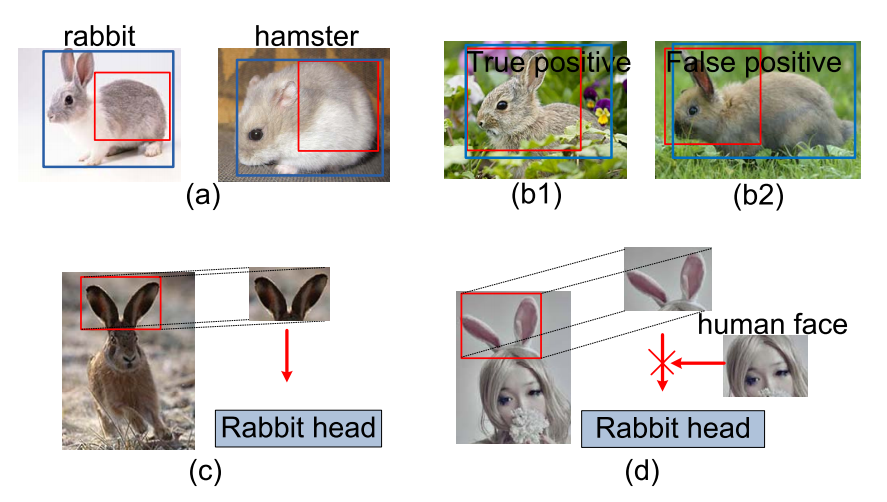 rabbit
hamster
True positive
False positive
(a)
(b1)
(b2)
human face
Rabbit head
Rabbit head
(c)
(d)